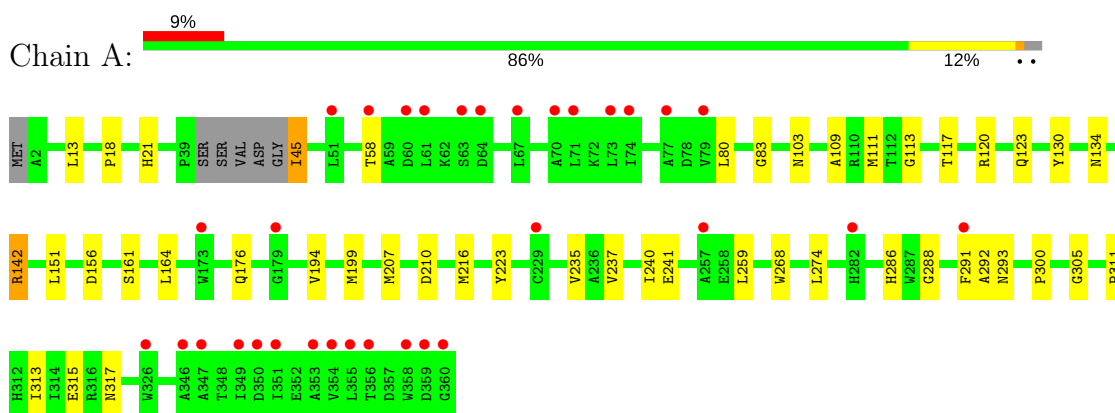 9%
Chain A:
86% 12% • •
MET A2 L13 P18 H21 P39 SER SER VAL ASP GLY I45 L51 T58 A59 D60 L61 K62 S63 D64 L67 A70 L71 K72 L73 I74 A77 D78 V79 L80 G83 N103 A109 R110 M111 T112 G113 T117 R120 Q123 Y130 N134
R142 L151 D156 S161 L164 W173 Q176 G179 V194 M199 M207 D210 M216 Y223 C229 V235 A236 V237 I240 E241 A257 E258 L259 W268 L274 H282 H286 W287 G288 F291 A292 N293 P300 G305
H312 I313 I314 E315 R316 N317 W326 A346 A347 T348 I349 D350 I351 E352 A353 V354 L355 T356 D357 W358 D359 G360